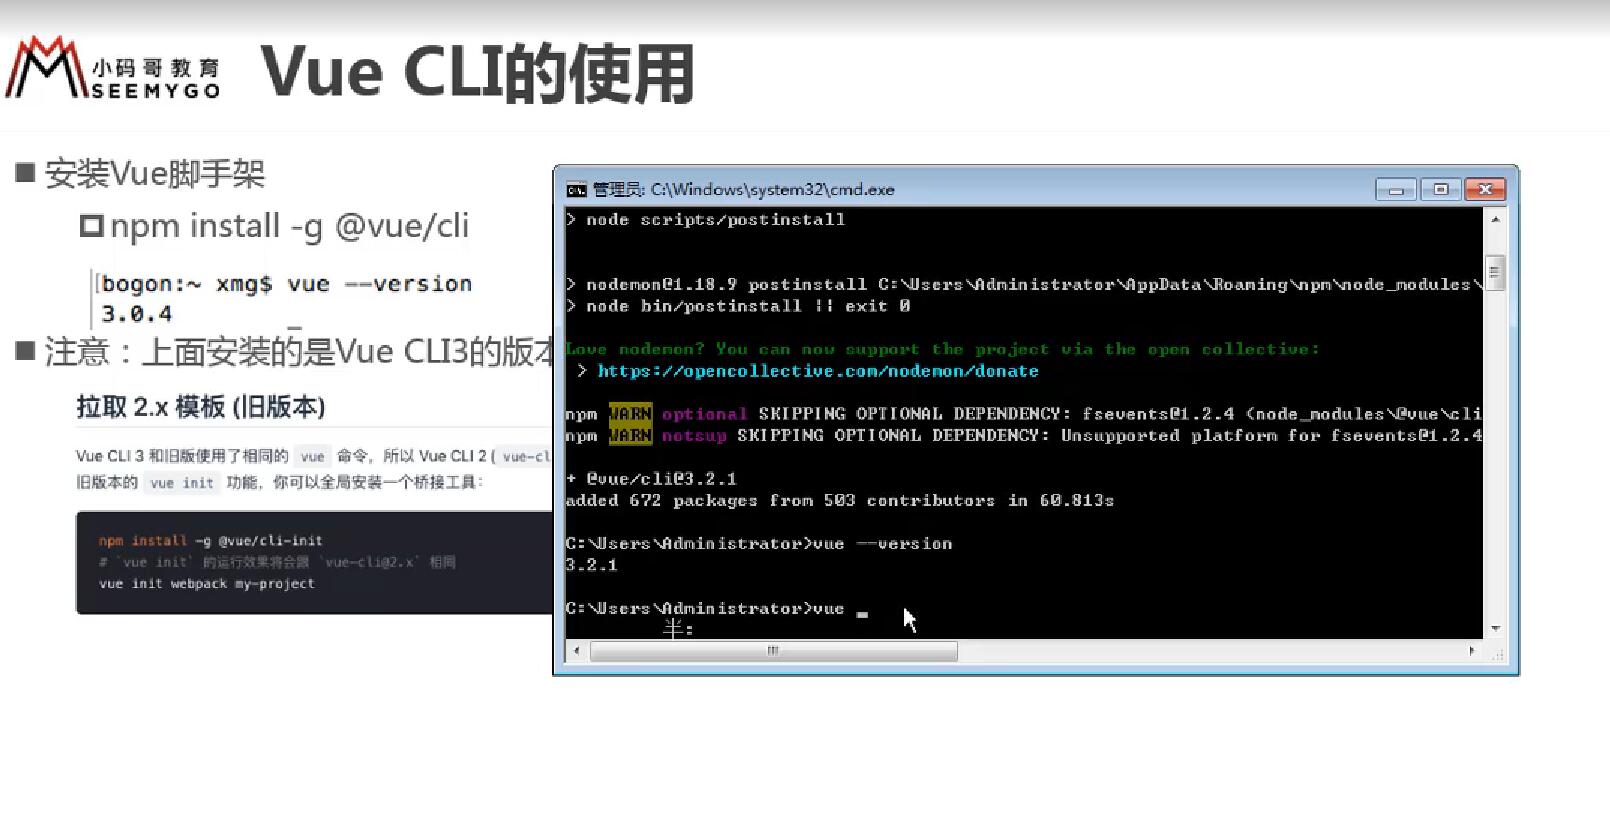 小码哥教育
SEEMYGO
Vue CLI的使用
安装Vue脚手架
npm install -g @vue/cli
[bogon:~ xmg$ vue --version
3.0.4
注意：上面安装的是Vue CLI3的版本
拉取 2.x 模板 (旧版本)
Vue CLI 3 和旧版使用了相同的 vue 命令，所以 Vue CLI 2 ( vue-cl
旧版本的 vue init 功能，你可以全局安装一个桥接工具：
npm install -g @vue/cli-init
# `vue init` 的运行效果将会跟 `vue-cli@2.x` 相同
vue init webpack my-project
管理员: C:\Windows\system32\cmd.exe
> node scripts/postinstall
> nodemon@1.18.9 postinstall C:\Users\Administrator\AppData\Roaming\npm\node_modules\
> node bin/postinstall || exit 0
Love nodemon? You can now support the project via the open collective:
> https://opencollective.com/nodemon/donate
npm WARN optional SKIPPING OPTIONAL DEPENDENCY: fsevents@1.2.4 (node_modules\@vue\cli
npm WARN notsup SKIPPING OPTIONAL DEPENDENCY: Unsupported platform for fsevents@1.2.4
+ @vue/cli@3.2.1
added 672 packages from 503 contributors in 60.813s
C:\Users\Administrator>vue --version
3.2.1
C:\Users\Administrator>vue _
半: